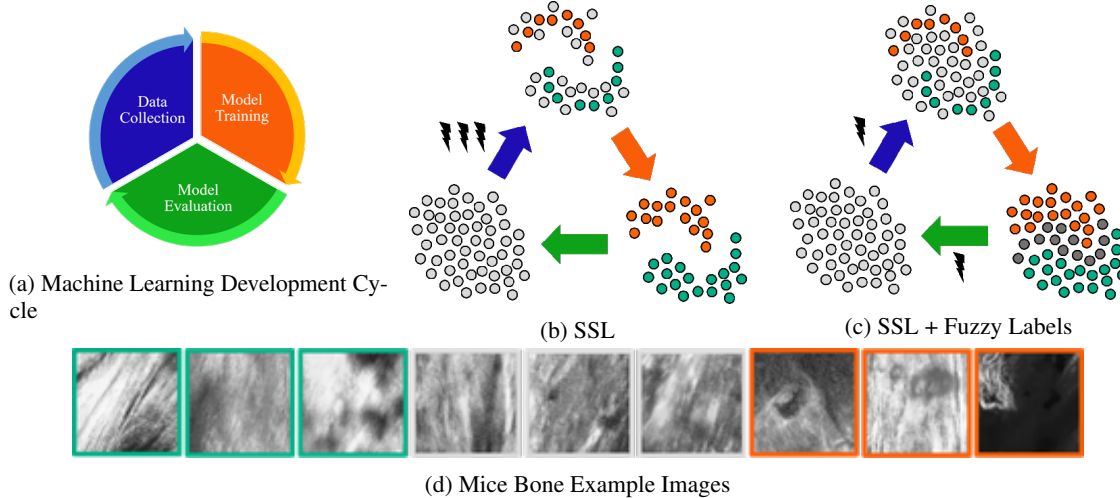 Data
Collection
Model
Training
Model
Evaluation
(a) Machine Learning Development Cy-
cle
(b) SSL
(c) SSL + Fuzzy Labels
(d) Mice Bone Example Images